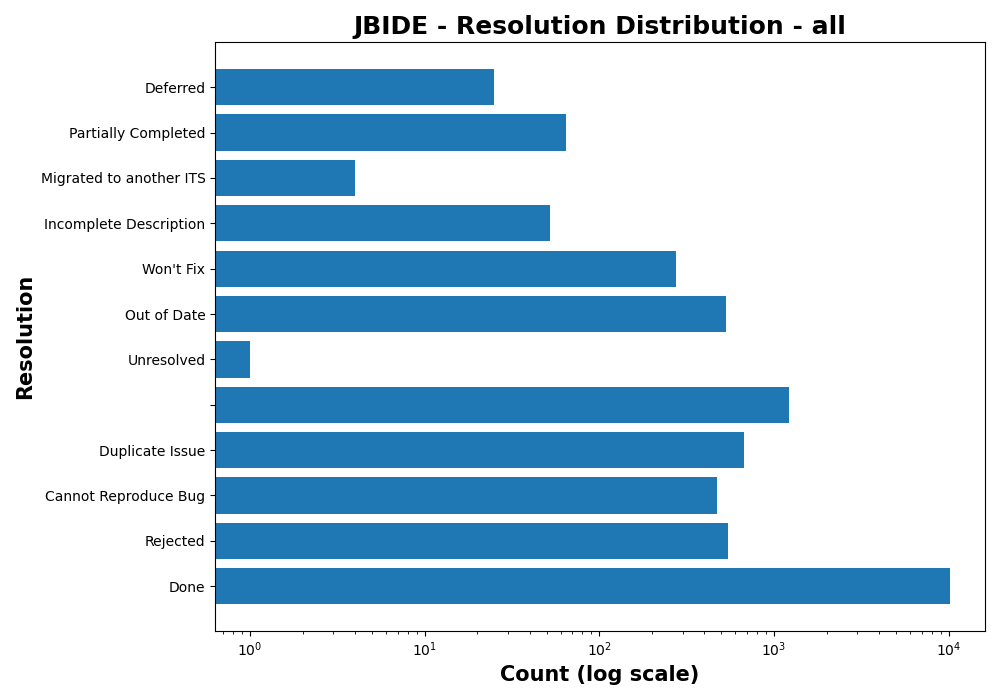 JBIDE - Resolution Distribution - all
Deferred
Partially Completed
Migrated to another ITS
Incomplete Description
Won't Fix
Out of Date
Unresolved
Duplicate Issue
Cannot Reproduce Bug
Rejected
Done
Resolution
10⁰ 10¹ 10² 10³ 10⁴
Count (log scale)